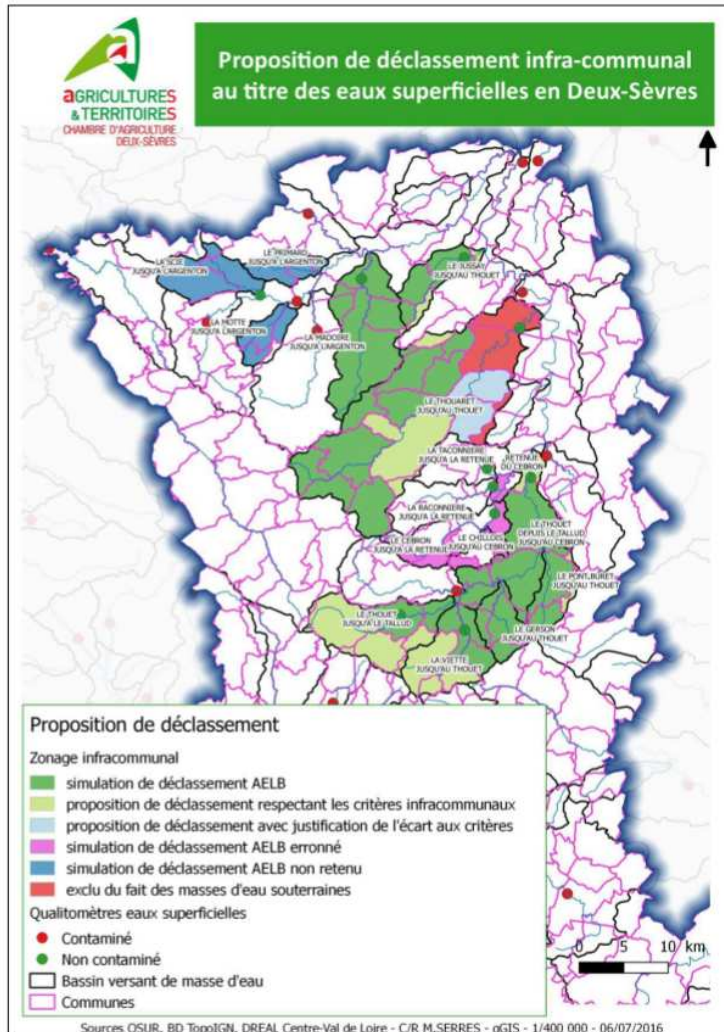 aGRICULTURES
& TERRITOIRES
CHAMBRE D'AGRICULTURE
DEUX-SÈVRES
Proposition de déclassement infra-communal
au titre des eaux superficielles en Deux-Sèvres
LA SCIE
JUSQU'A L'ARGENTON
LE PRIMARD
JUSQU'A L'ARGENTON
LE JUSSAY
JUSQU'AU THOUET
LA MOTTE
JUSQU'A L'ARGENTON
LA MADOIRE
JUSQU'A L'ARGENTON
LE THOUARET
JUSQU'AU THOUET
LA TACONNIERE
JUSQU'A LA RETENUE
RETENUE
DU CEBRON
LA RACONNIERE
JUSQU'A LA RETENUE
LE CEBRON
JUSQU'A LA RETENUE
LE CHILLOIS
JUSQU'AU CEBRON
LE THOUET
DEPUIS LE TALLUD
JUSQU'AU CEBRON
LE PONT BURET
JUSQU'AU THOUET
LE THOUET
JUSQU'A LE TALLUD
LE GERSON
JUSQU'AU THOUET
LA VIETTE
JUSQU'AU THOUET
Proposition de déclassement
Zonage infracommunal
simulation de déclassement AELB
proposition de déclassement respectant les critères infracommunaux
proposition de déclassement avec justification de l'écart aux critères
simulation de déclassement AELB erronné
simulation de déclassement AELB non retenu
exclu du fait des masses d'eau souterraines
Qualitomètres eaux superficielles
Contaminé
Non contaminé
Bassin versant de masse d'eau
Communes
0 5 10 km
Sources OSUR, BD TopoIGN, DREAL Centre-Val de Loire - C/R M.SERRES - qGIS - 1/400 000 - 06/07/2016